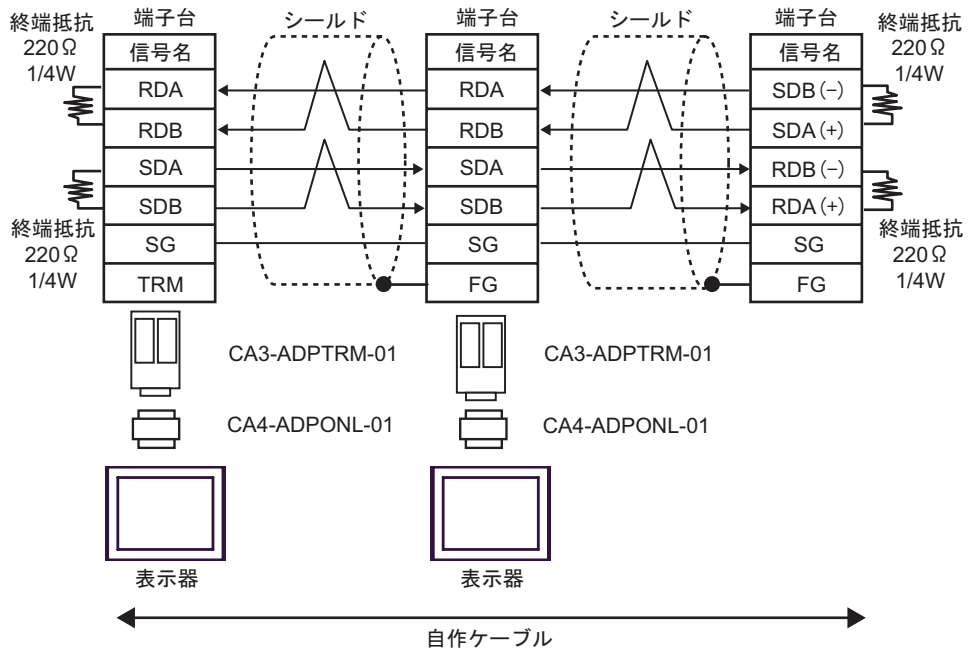 端子台 シールド 端子台 シールド 端子台
終端抵抗
220Ω
1/4W
終端抵抗
220Ω
1/4W
信号名
RDA
RDB
SDA
SDB
SG
TRM
信号名
RDA
RDB
SDA
SDB
SG
FG
信号名
SDB(−)
SDA(+)
RDB(−)
RDA(+)
SG
FG
終端抵抗
220Ω
1/4W
終端抵抗
220Ω
1/4W
CA3-ADPTRM-01 CA3-ADPTRM-01
CA4-ADPONL-01 CA4-ADPONL-01
表示器 表示器
自作ケーブル